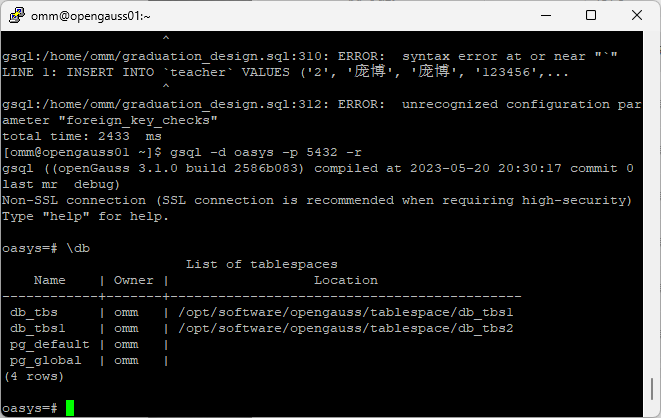 omm@opengauss01:~
^
gsql:/home/omm/graduation_design.sql:310: ERROR:  syntax error at or near "`"
LINE 1: INSERT INTO `teacher` VALUES ('2', '庞博', '庞博', '123456',...
^
gsql:/home/omm/graduation_design.sql:312: ERROR:  unrecognized configuration par
ameter "foreign_key_checks"
total time: 2433  ms
[omm@opengauss01 ~]$ gsql -d oasys -p 5432 -r
gsql ((openGauss 3.1.0 build 2586b083) compiled at 2023-05-20 20:30:17 commit 0
last mr  debug)
Non-SSL connection (SSL connection is recommended when requiring high-security)
Type "help" for help.
oasys=# \db
List of tablespaces
Name    | Owner |                  Location
------------+-------+---------------------------------------------
db_tbs     | omm   | /opt/software/opengauss/tablespace/db_tbs1
db_tbs1    | omm   | /opt/software/opengauss/tablespace/db_tbs2
pg_default | omm   |
pg_global  | omm   |
(4 rows)
oasys=#